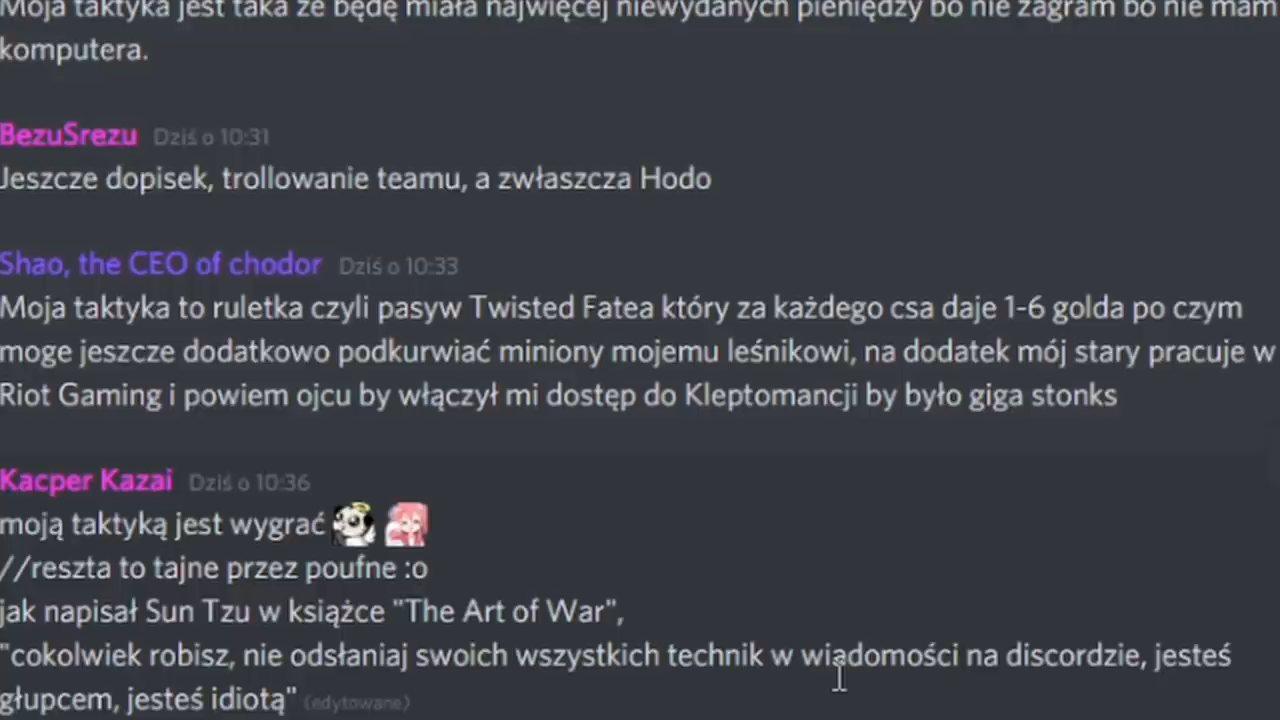 Moja taktyka jest taka że będę miała najwięcej niewydanych pieniędzy bo nie zagram bo nie mam
komputera.
BezuSrezu Dziś o 10:31
Jeszcze dopisek, trollowanie teamu, a zwłaszcza Hodo
Shao, the CEO of chodor Dziś o 10:33
Moja taktyka to ruletka czyli pasyw Twisted Fatea który za każdego csa daje 1-6 golda po czym
moge jeszcze dodatkowo podkurwiać miniony mojemu leśnikowi, na dodatek mój stary pracuje w
Riot Gaming i powiem ojcu by włączył mi dostęp do Kleptomancji by było giga stonks
Kacper Kazai Dziś o 10:36
moją taktyką jest wygrać
//reszta to tajne przez poufne :o
jak napisał Sun Tzu w książce "The Art of War",
"cokolwiek robisz, nie odsłaniaj swoich wszystkich technik w wiadomości na discordzie, jesteś
głupcem, jesteś idiotą" (edytowane)